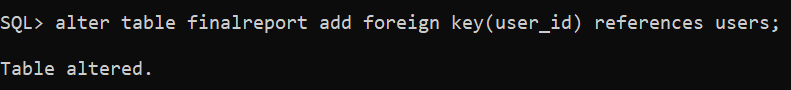 SQL> alter table finalreport add foreign key(user_id) references users;
Table altered.